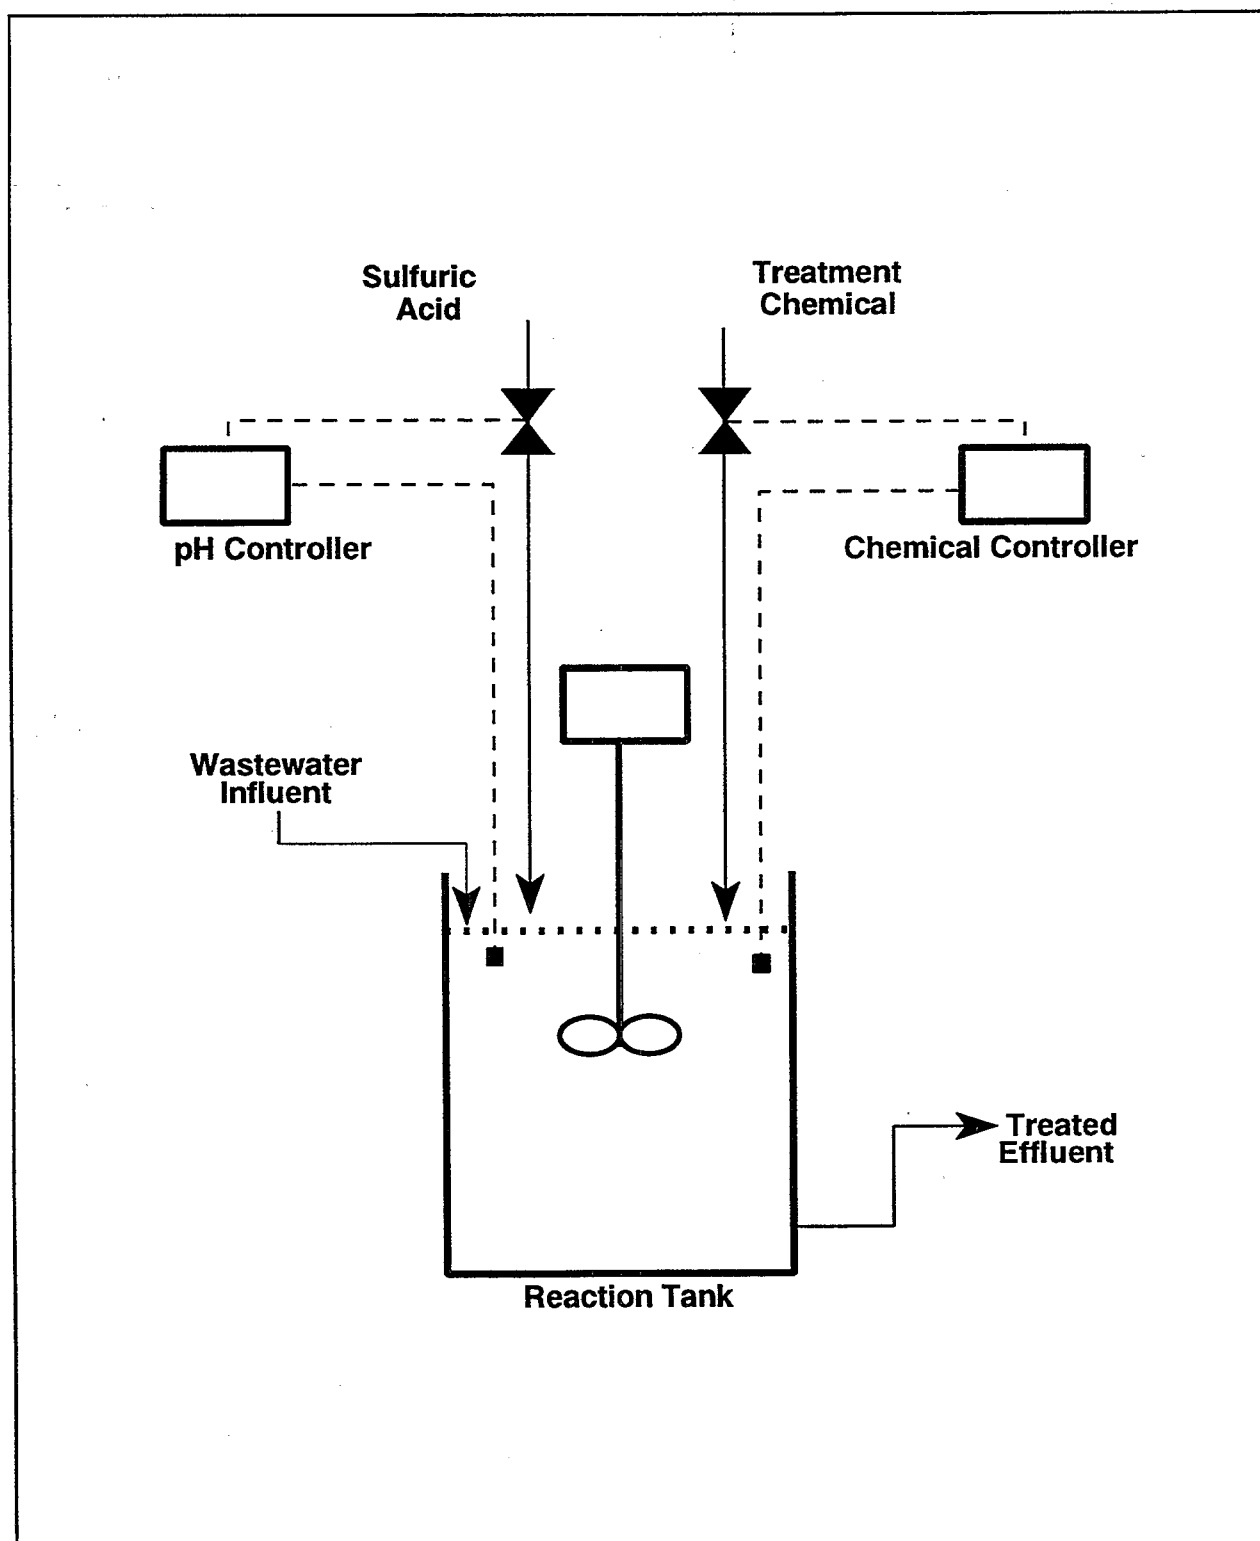 Sulfuric
Acid
Treatment
Chemical
pH Controller
Chemical Controller
Wastewater
Influent
Treated
Effluent
Reaction Tank